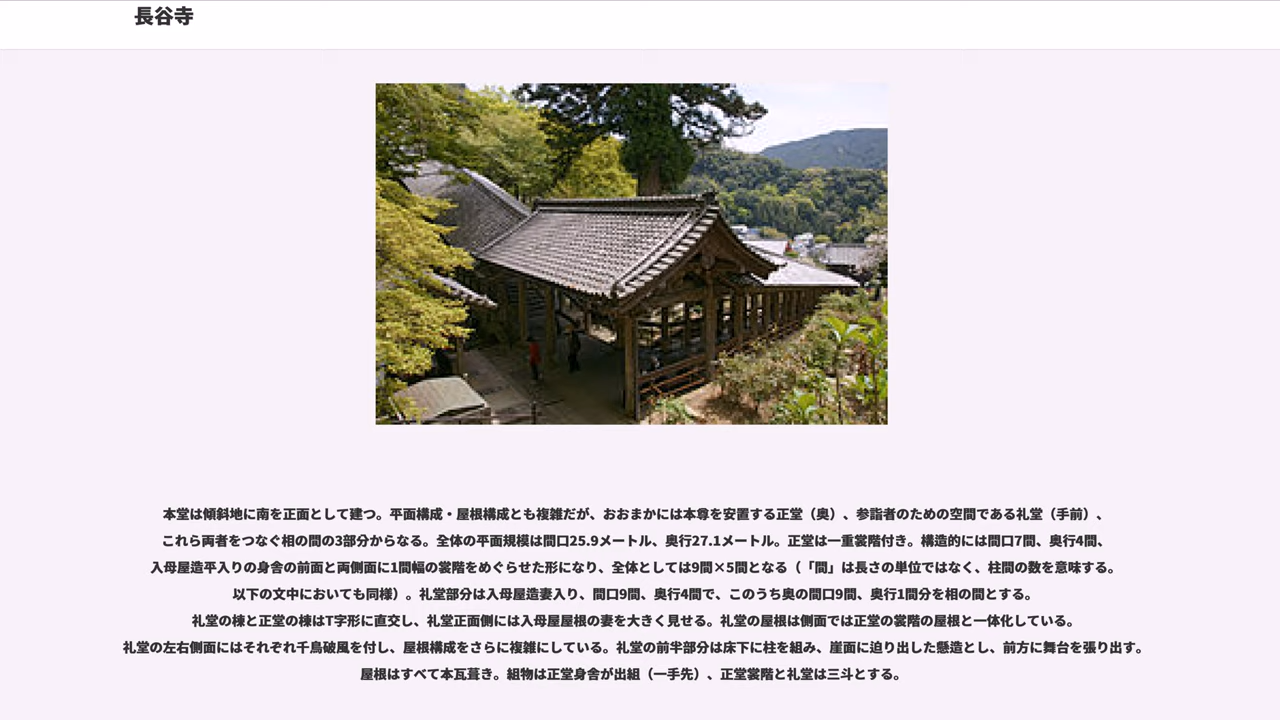 長谷寺
本堂は傾斜地に南を正面として建つ。平面構成・屋根構成とも複雑だが、おおまかには本尊を安置する正堂（奥）、参詣者のための空間である礼堂（手前）、
これら両者をつなぐ相の間の3部分からなる。全体の平面規模は間口25.9メートル、奥行27.1メートル。正堂は一重裳階付き。構造的には間口7間、奥行4間、
入母屋造平入りの身舎の前面と両側面に1間幅の裳階をめぐらせた形になり、全体としては9間×5間となる（「間」は長さの単位ではなく、柱間の数を意味する。
以下の文中においても同様）。礼堂部分は入母屋造妻入り、間口9間、奥行4間で、このうち奥の間口9間、奥行1間分を相の間とする。
礼堂の棟と正堂の棟はT字形に直交し、礼堂正面側には入母屋屋根の妻を大きく見せる。礼堂の屋根は側面では正堂の裳階の屋根と一体化している。
礼堂の左右側面にはそれぞれ千鳥破風を付し、屋根構成をさらに複雑にしている。礼堂の前半部分は床下に柱を組み、崖面に迫り出した懸造とし、前方に舞台を張り出す。
屋根はすべて本瓦葺き。組物は正堂身舎が出組（一手先）、正堂裳階と礼堂は三斗とする。